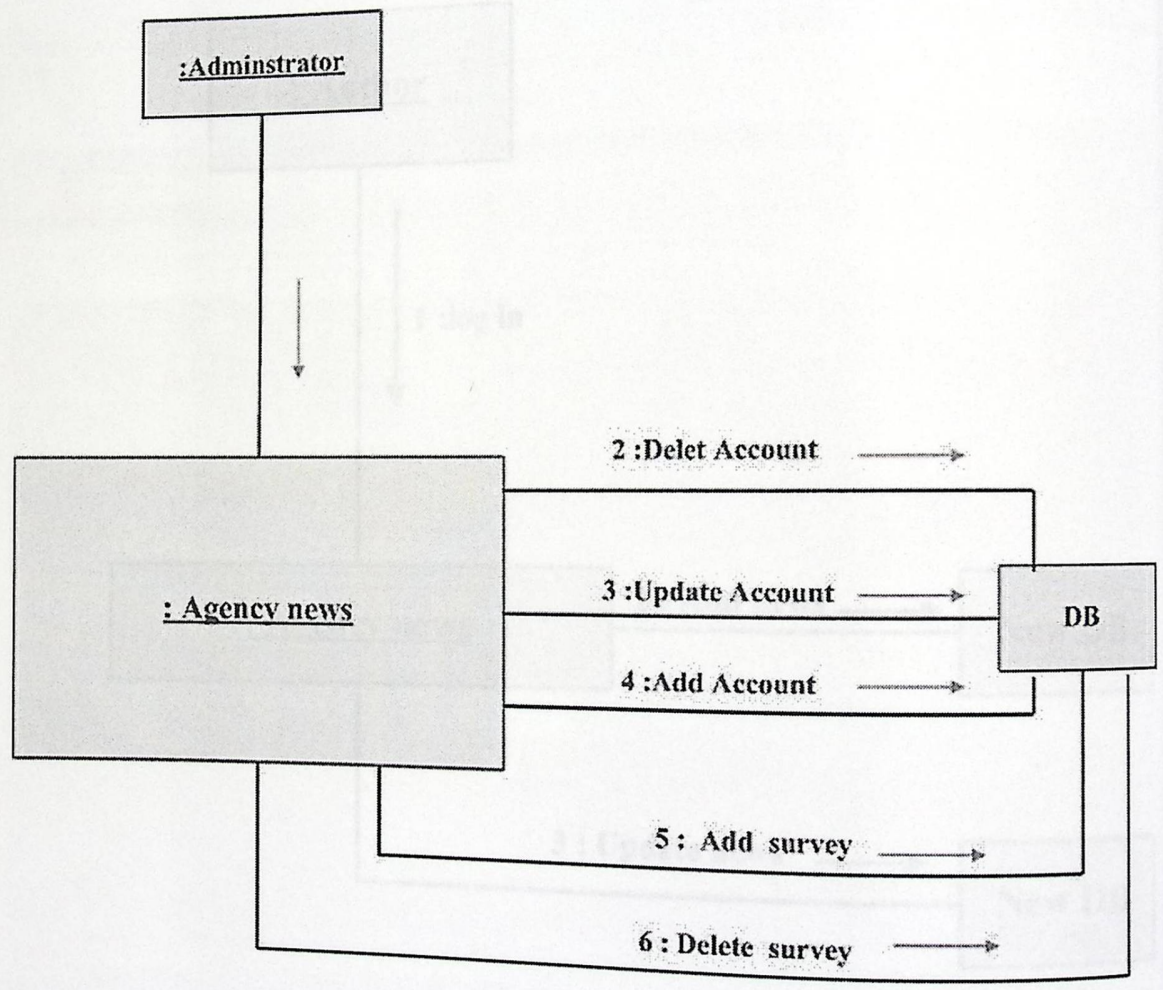 :Adminstrator
2 :Delet Account
3 :Update Account
: Agency news
DB
4 :Add Account
5 : Add survey
6 : Delete survey